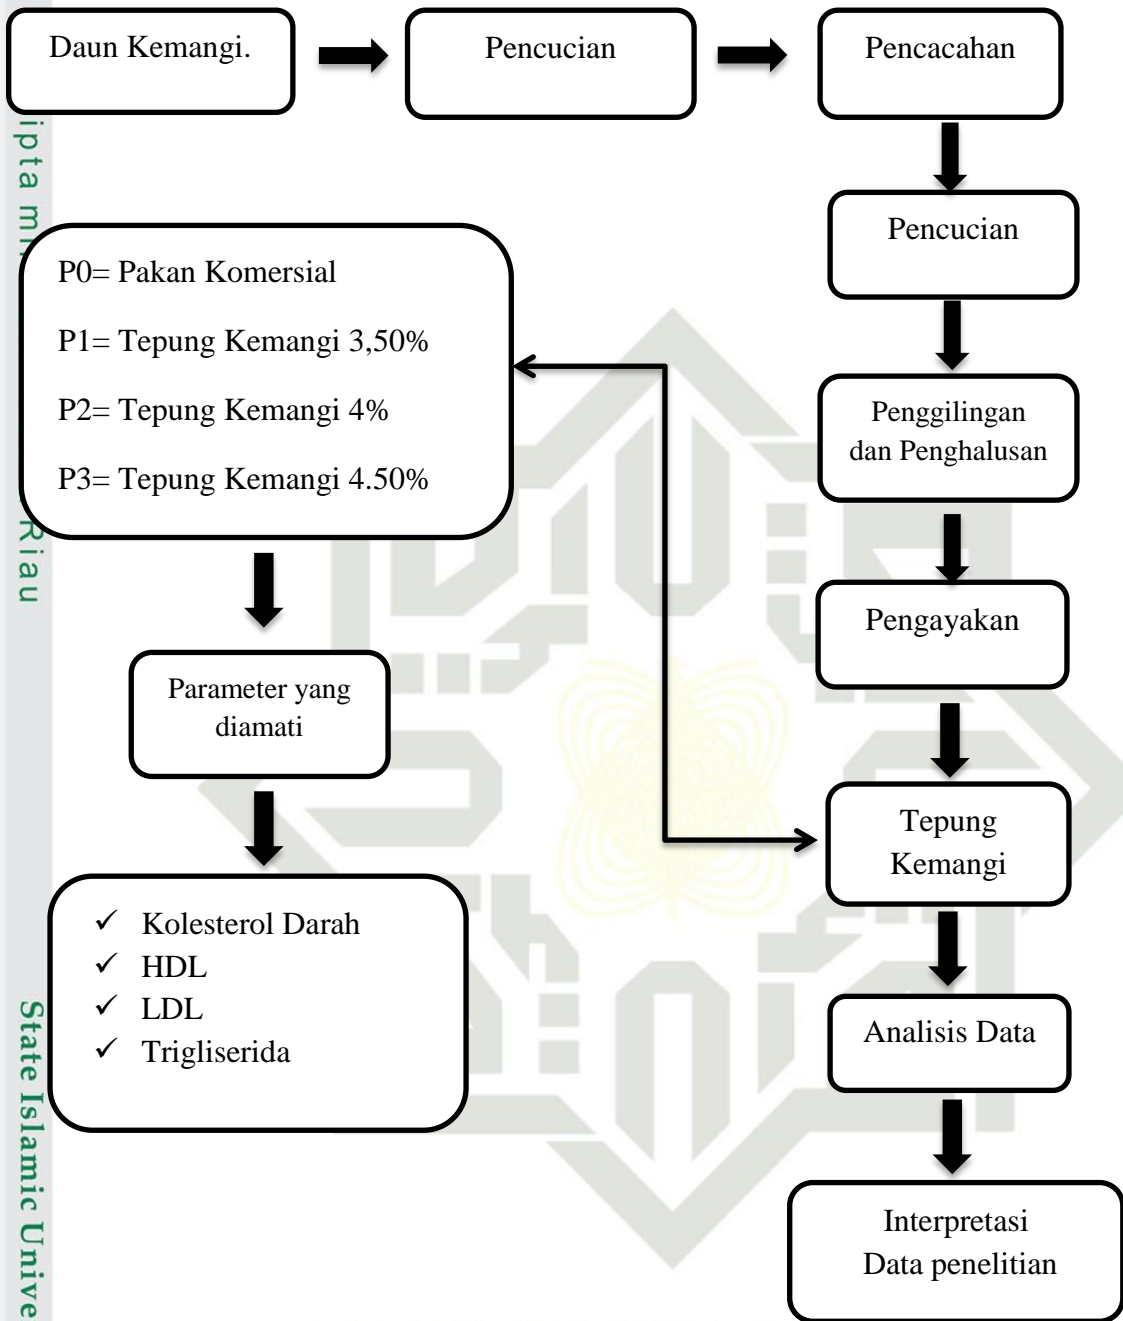 Daun Kemangi.
Pencucian
Pencacahan
Pencucian
Penggilingan
dan Penghalusan
Pengayakan
Tepung
Kemangi
Analisis Data
Interpretasi
Data penelitian
P0= Pakan Komersial
P1= Tepung Kemangi 3,50%
P2= Tepung Kemangi 4%
P3= Tepung Kemangi 4.50%
Parameter yang
diamati
✓ Kolesterol Darah
✓ HDL
✓ LDL
✓ Trigliserida
Riau
State Islamic